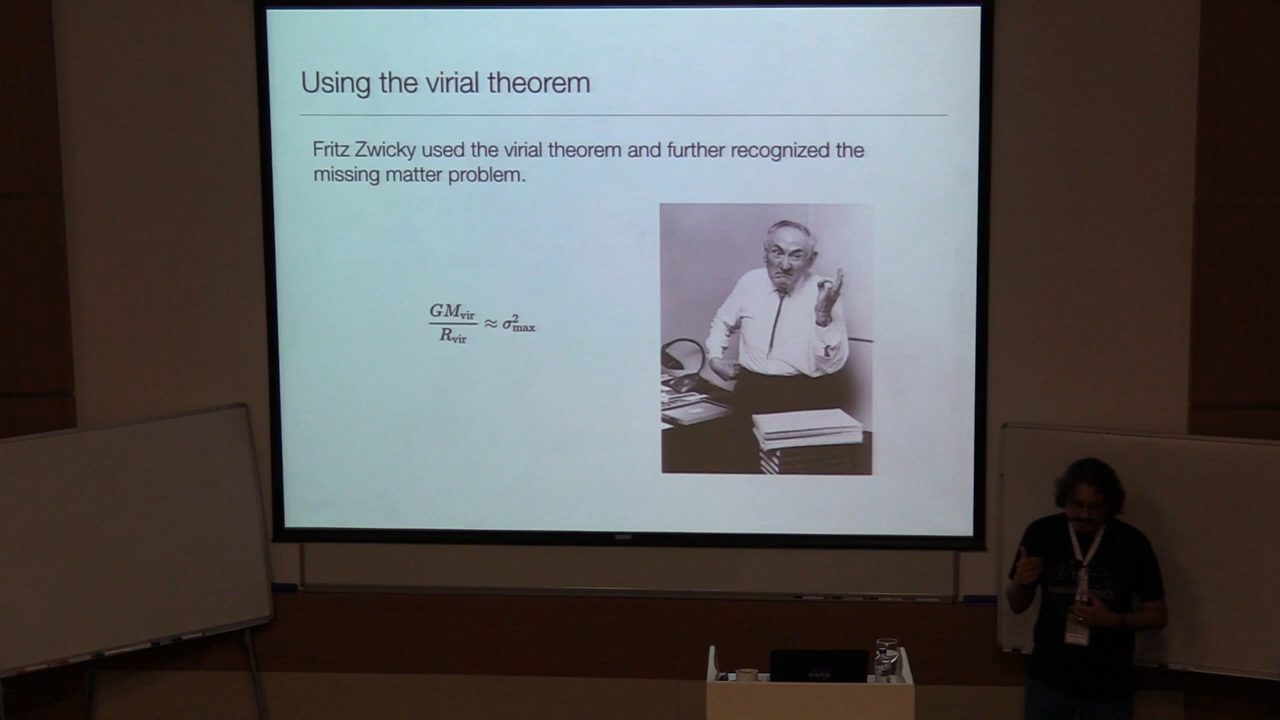 Using the virial theorem
Fritz Zwicky used the virial theorem and further recognized the
missing matter problem.
GM_vir / R_vir ≈ σ²_max